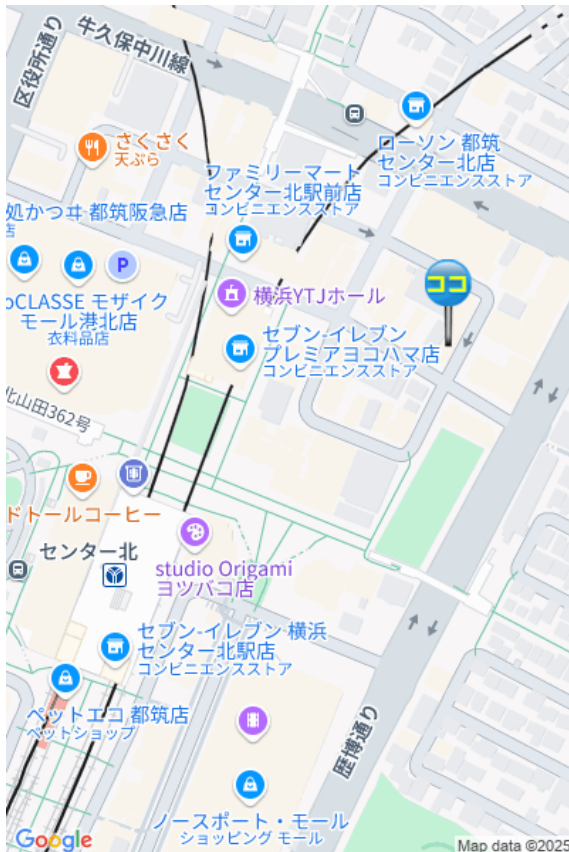 区役所通り
牛久保中川線
さくさく
天ぷら
ローソン 都筑
センター北店
コンビニエンスストア
ファミリーマート
センター北駅前店
コンビニエンスストア
処かつヰ 都筑阪急店
店
P
ココ
横浜YTJホール
oCLASSE モザイク
モール港北店
衣料品店
セブン-イレブン
プレミアヨコハマ店
コンビニエンスストア
北山田362号
ドトールコーヒー
センター北
studio Origami
ヨツバコ店
セブン-イレブン 横浜
センター北駅店
コンビニエンスストア
ペットエコ 都筑店
ペットショップ
歴博通り
ノースポート・モール
ショッピング モール
Google
Map data ©2025